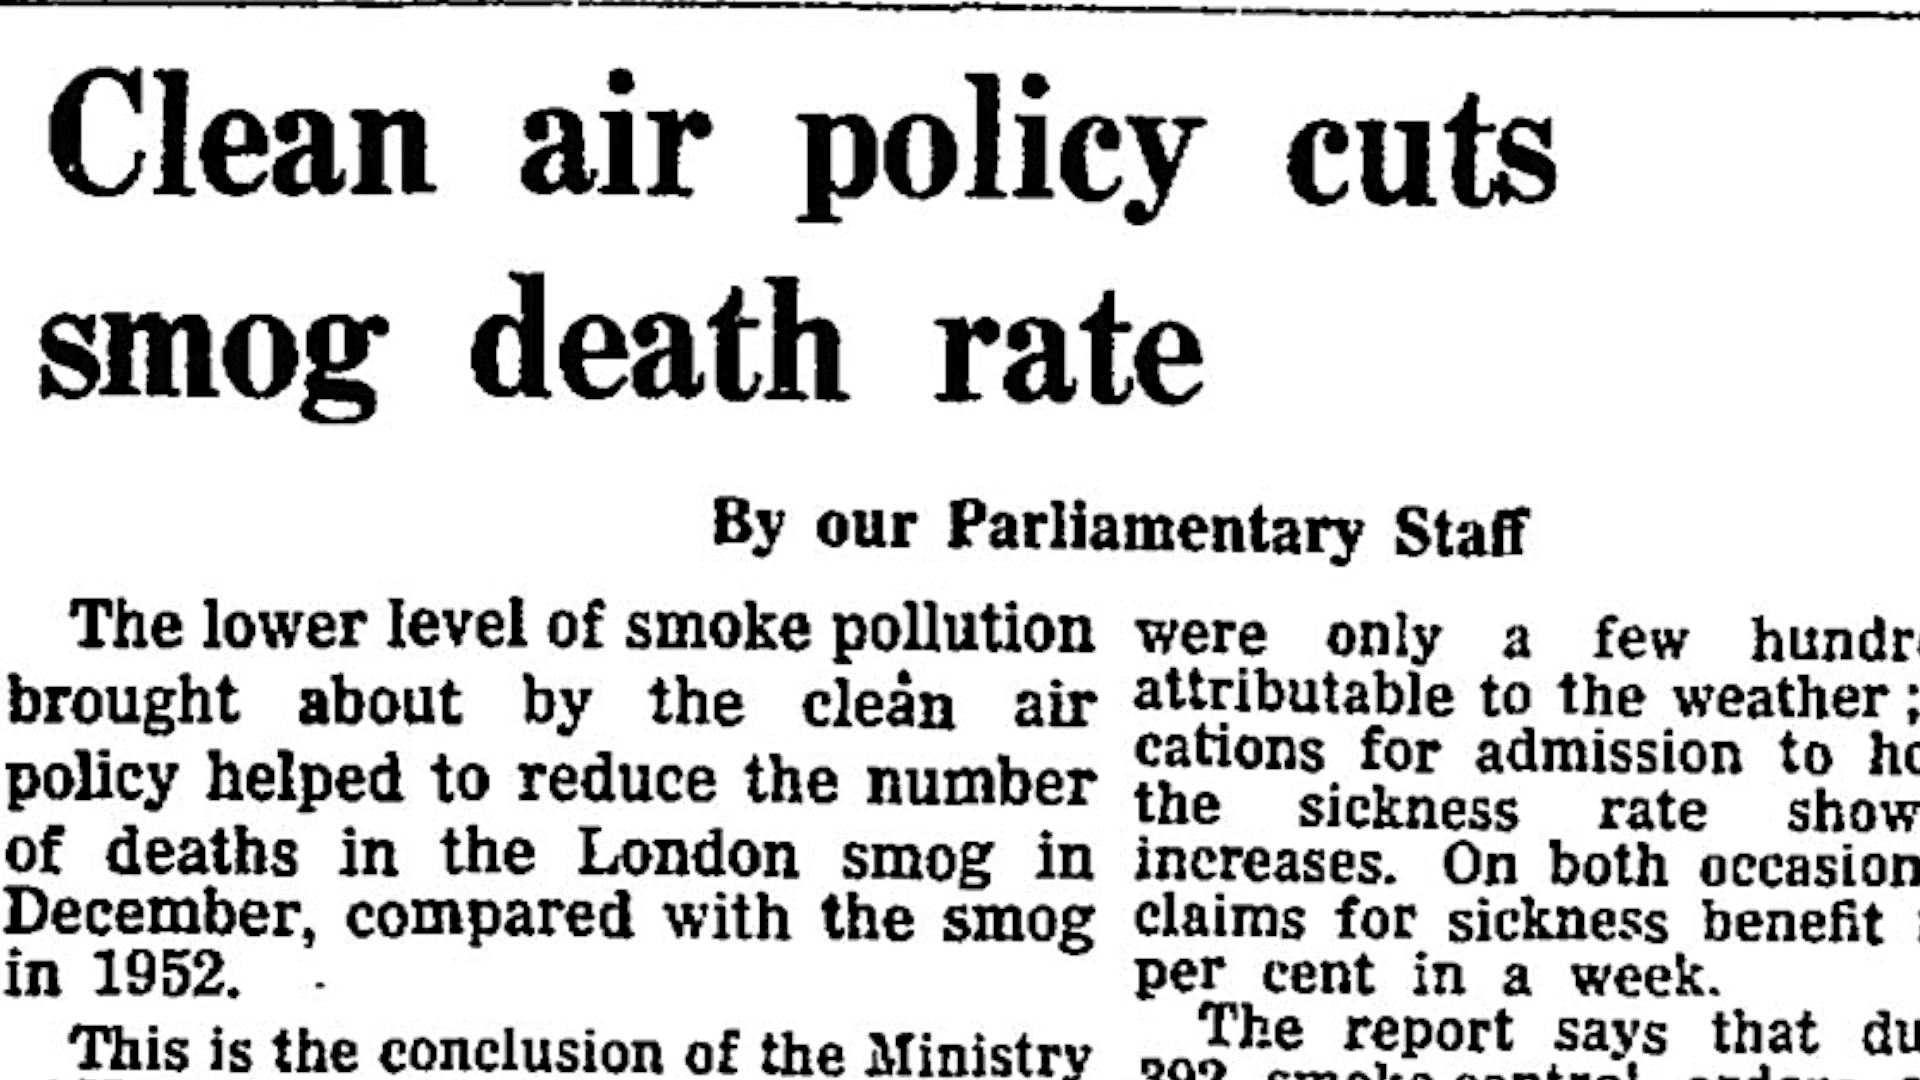 Clean air policy cuts
smog death rate
By our Parliamentary Staff
The lower level of smoke pollution
brought about by the clean air
policy helped to reduce the number
of deaths in the London smog in
December, compared with the smog
in 1952.
This is the conclusion of the Ministry
were only a few
attributable to the weather;
cations for admission to
the sickness rate
increases. On both
claims for sickness benefit
per cent in a week.
The report says that
392